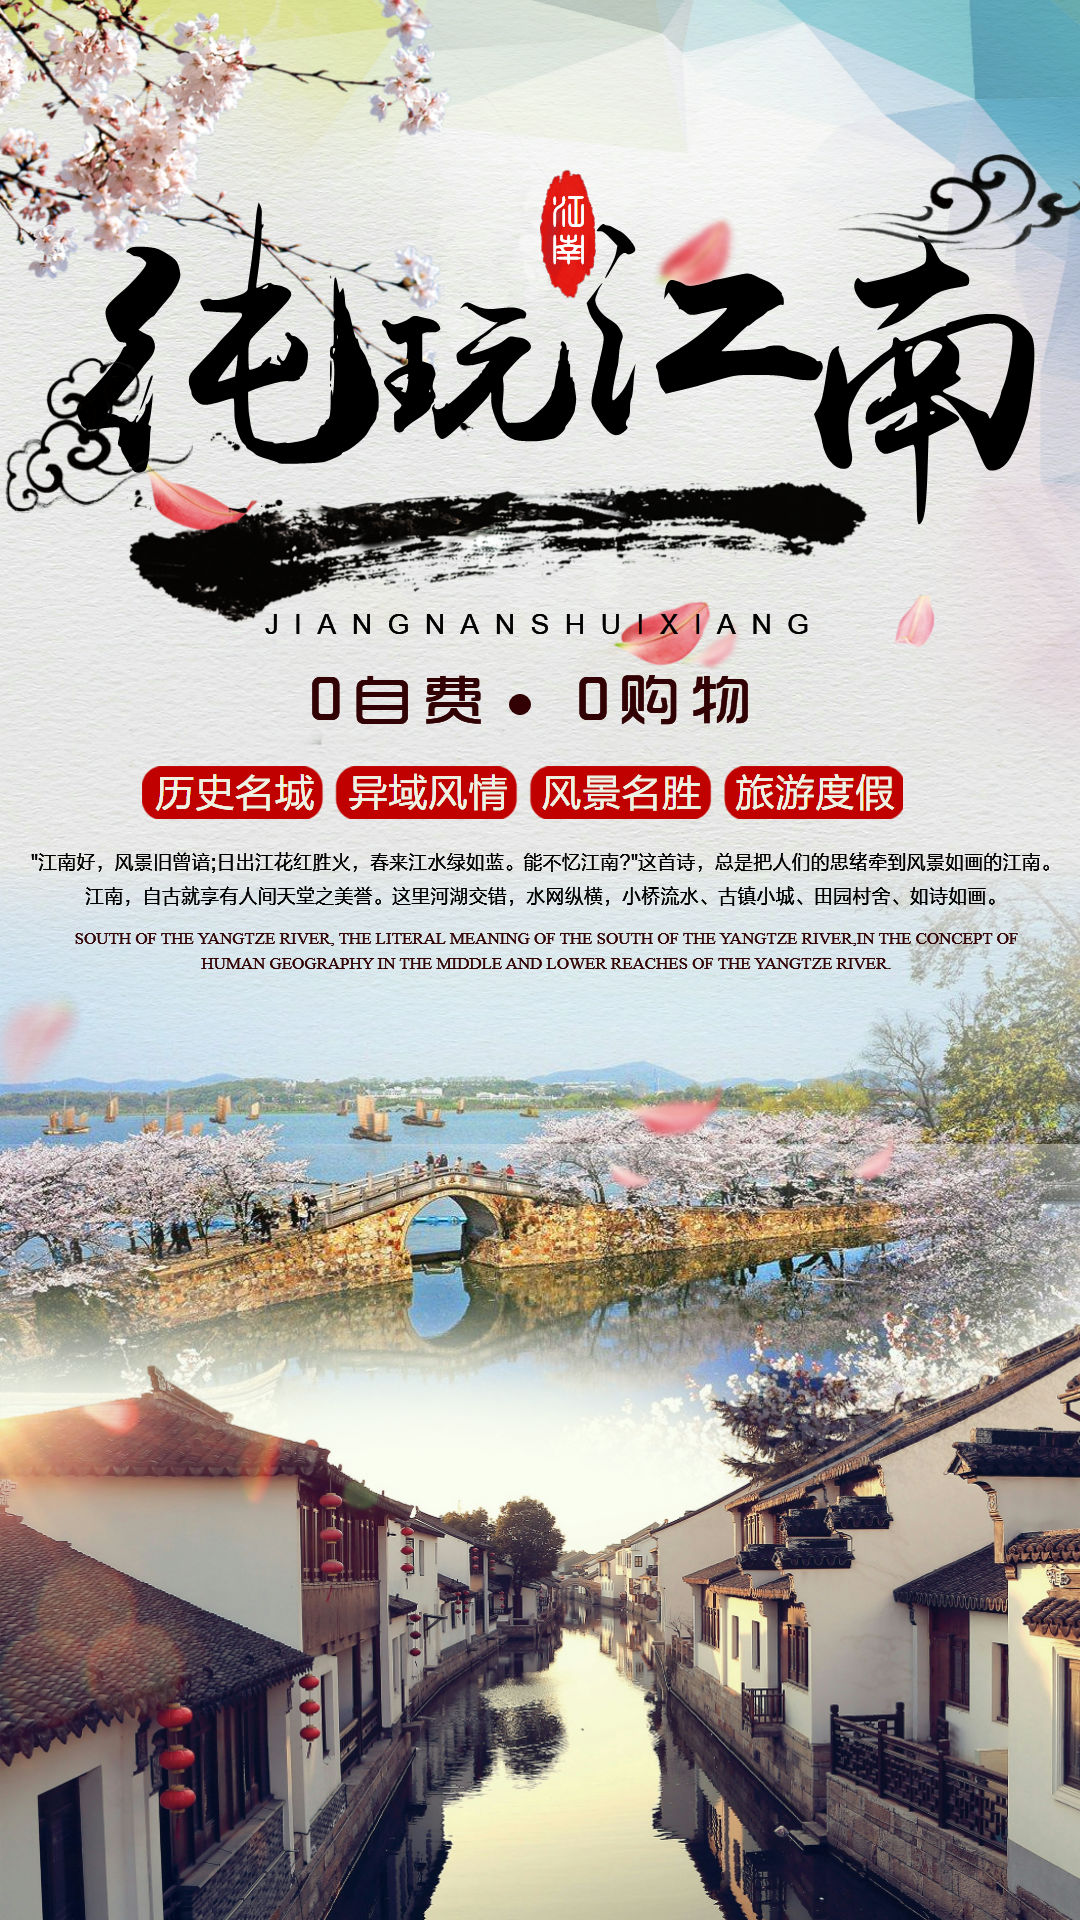 江南
纯玩江南
JIANGNANSHUIXIANG
0自费● 0购物
历史名城 异域风情 风景名胜 旅游度假
"江南好，风景旧曾谙;日出江花红胜火，春来江水绿如蓝。能不忆江南?"这首诗，总是把人们的思绪牵到风景如画的江南。
江南，自古就享有人间天堂之美誉。这里河湖交错，水网纵横，小桥流水、古镇小城、田园村舍、如诗如画。
SOUTH OF THE YANGTZE RIVER, THE LITERAL MEANING OF THE SOUTH OF THE YANGTZE RIVER,IN THE CONCEPT OF
HUMAN GEOGRAPHY IN THE MIDDLE AND LOWER REACHES OF THE YANGTZE RIVER.